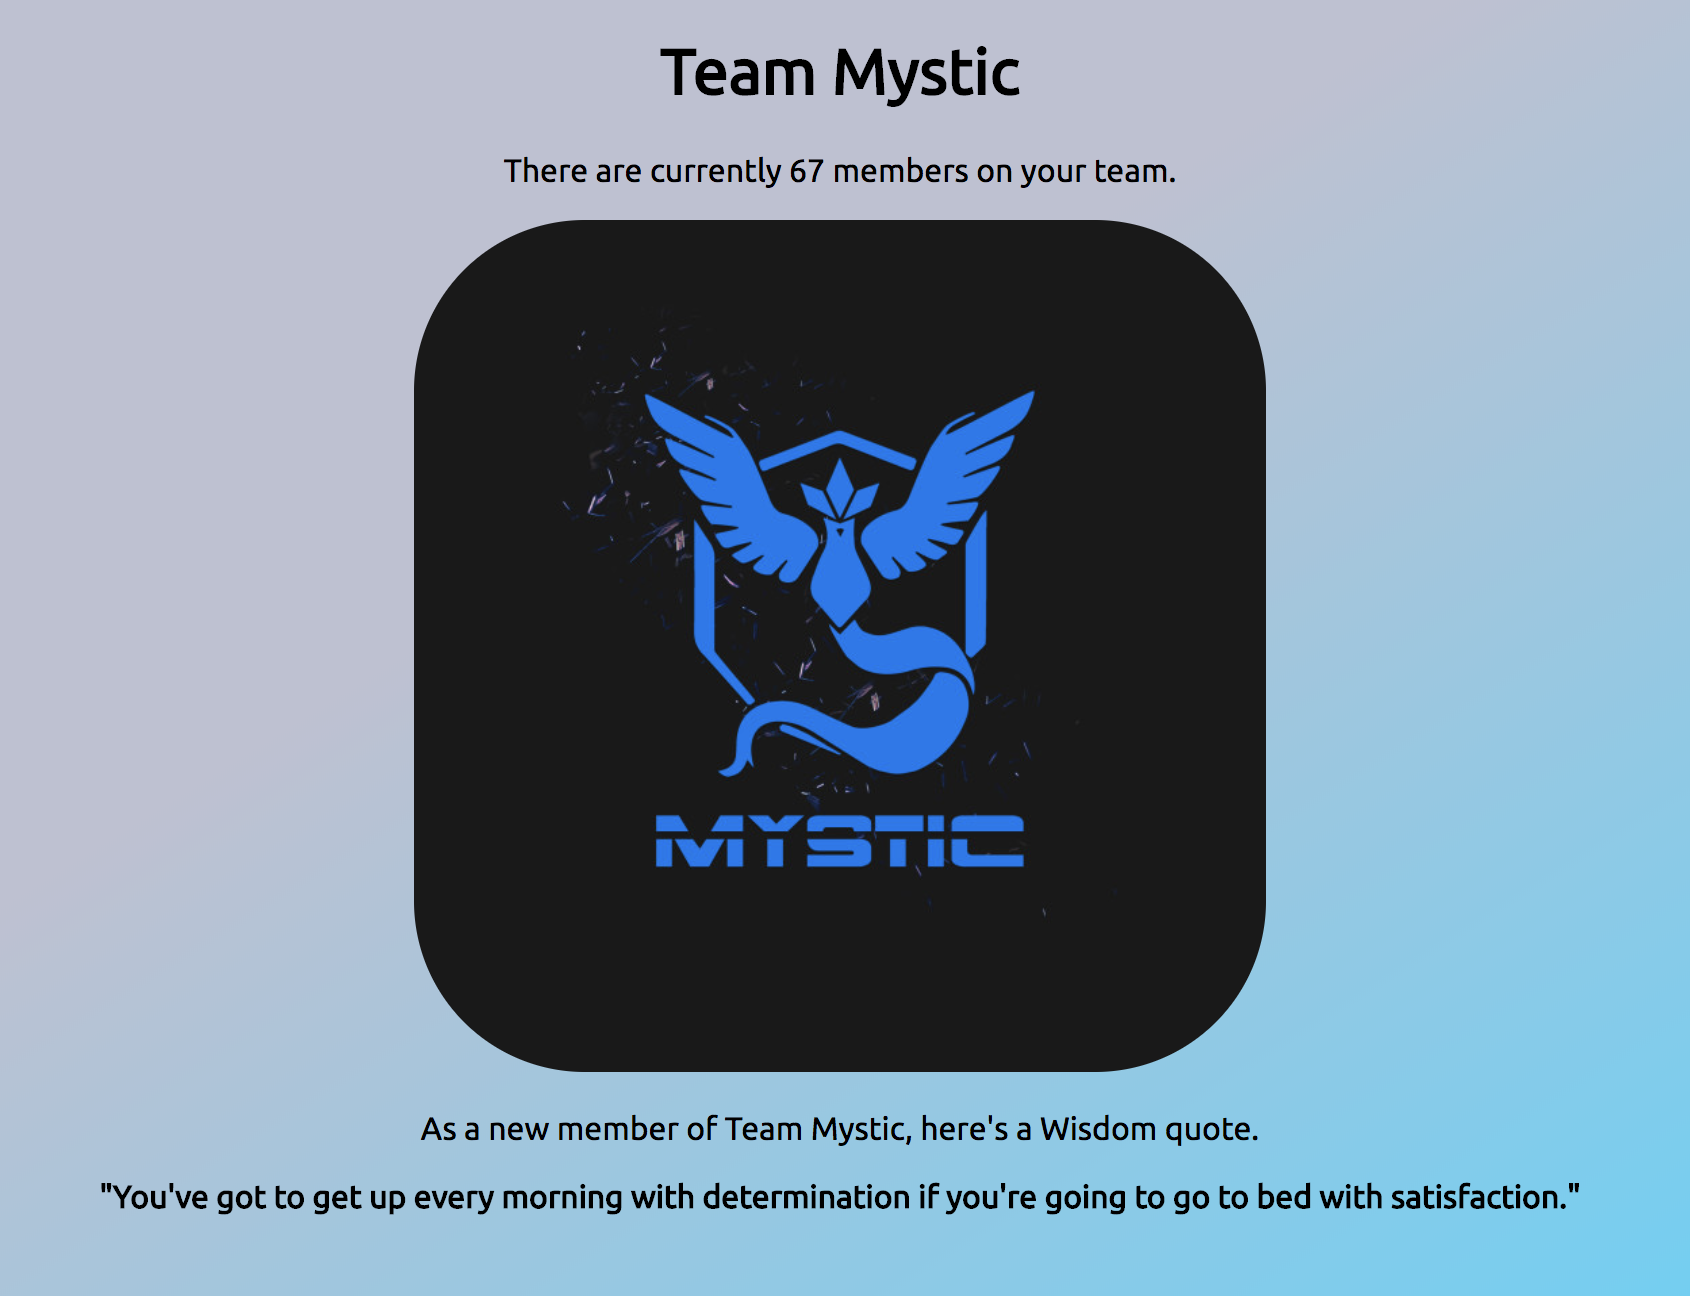 Team Mystic
There are currently 67 members on your team.
MYSTIC
As a new member of Team Mystic, here's a Wisdom quote.
"You've got to get up every morning with determination if you're going to go to bed with satisfaction."